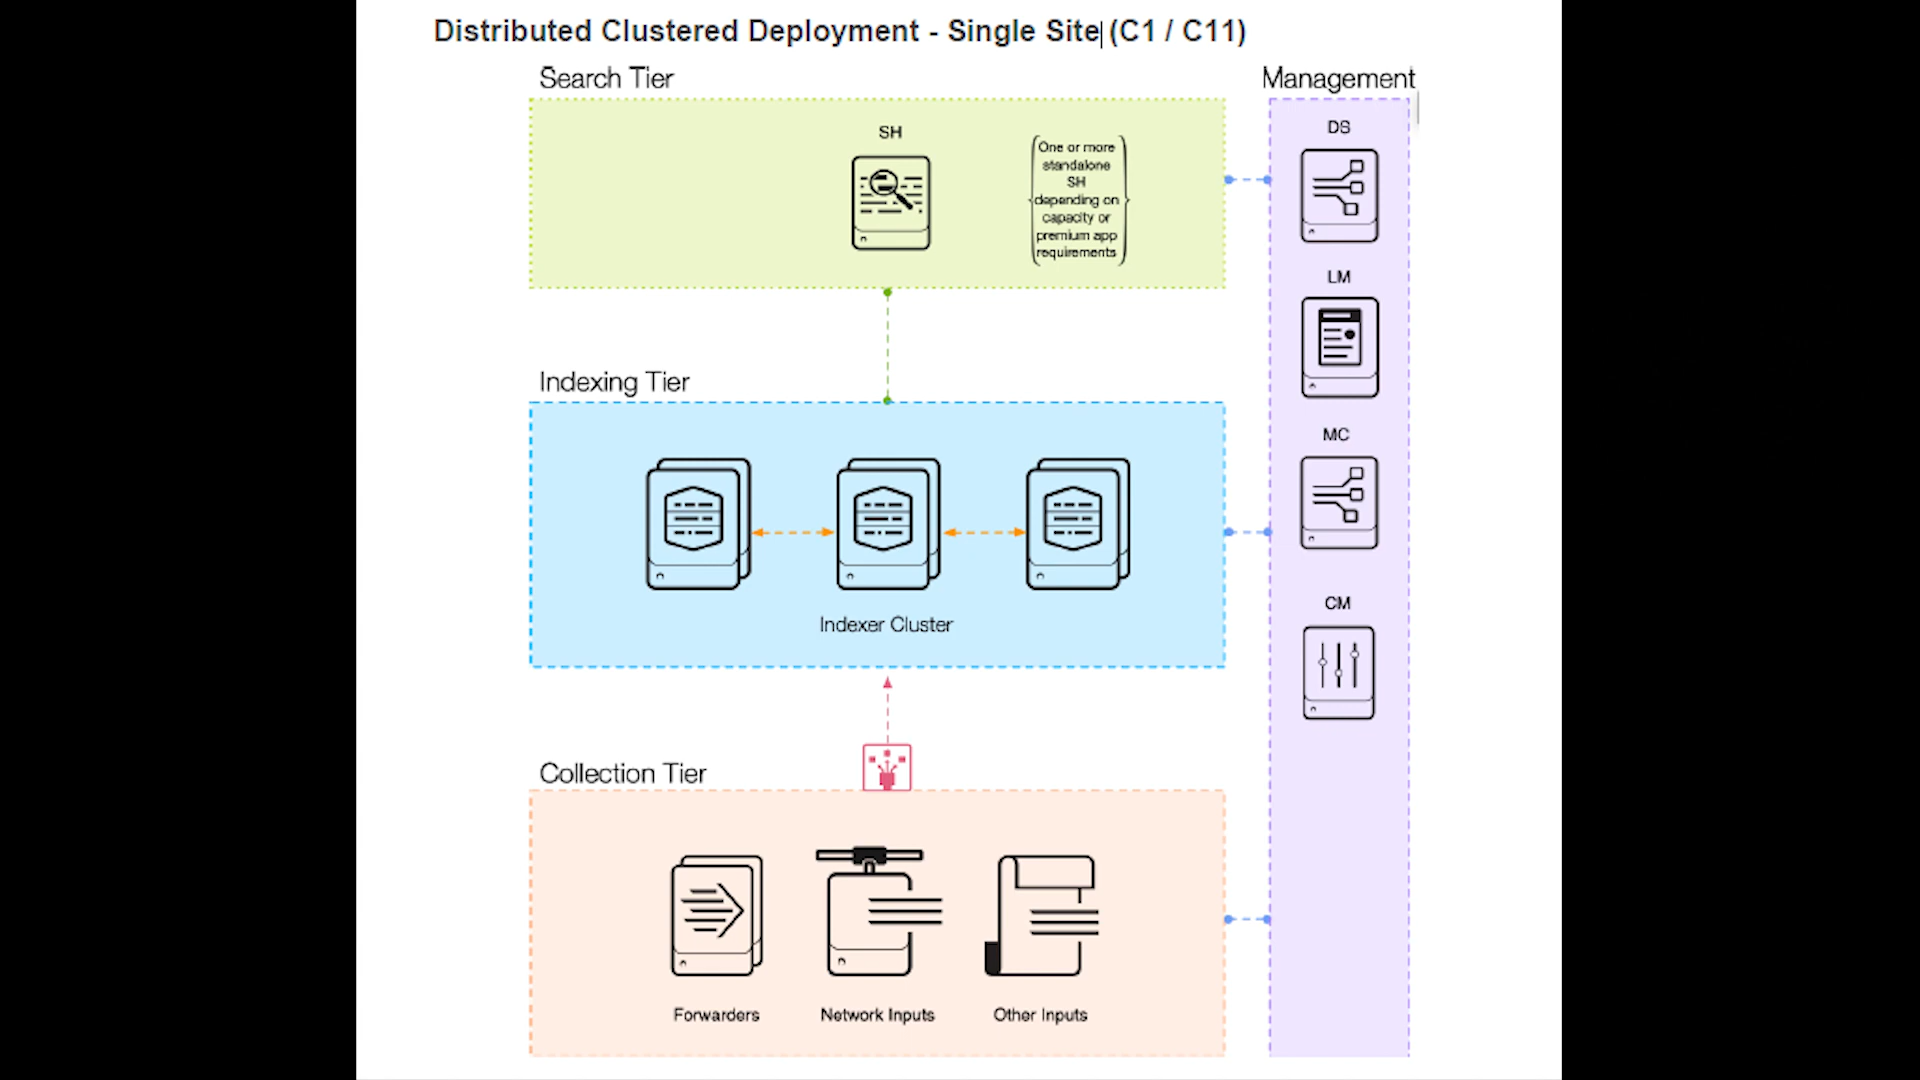 Distributed Clustered Deployment - Single Site (C1 / C11)
Search Tier
Management
SH
One or more
standalone
SH
depending on
capacity or
premium app
requirements
DS
LM
Indexing Tier
MC
Indexer Cluster
CM
Collection Tier
Forwarders
Network Inputs
Other Inputs